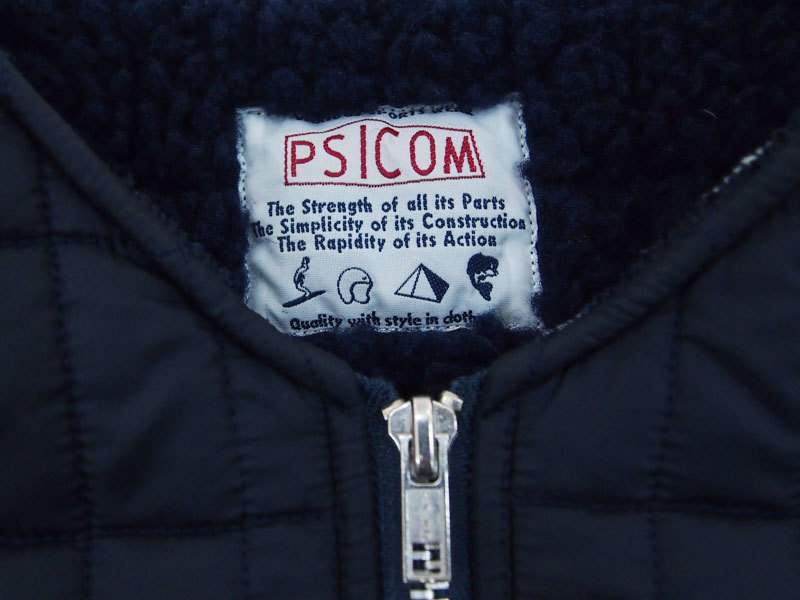 PSICOM
The Strength of all its Parts
The Simplicity of its Construction
The Rapidity of its Action
Quality with style in cloth